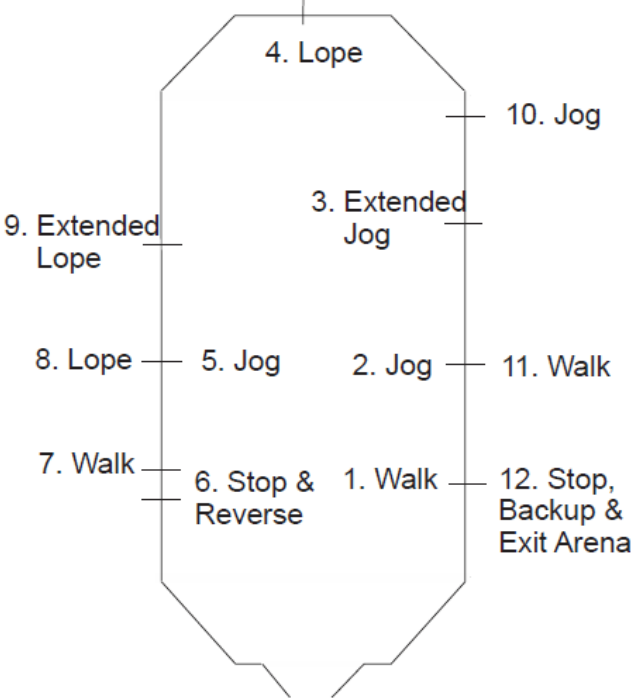 4. Lope
10. Jog
3. Extended
Jog
9. Extended
Lope
8. Lope
5. Jog
2. Jog
11. Walk
7. Walk
6. Stop &
Reverse
1. Walk
12. Stop,
Backup &
Exit Arena